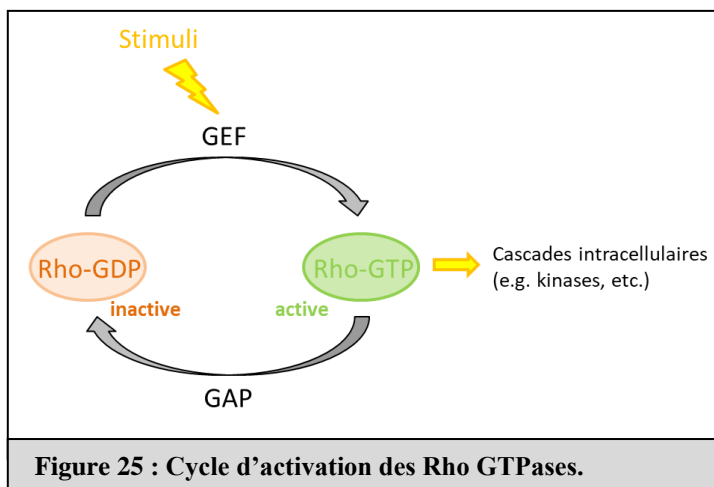 Stimuli
GEF
Rho-GDP
inactive
Rho-GTP
active
Cascades intracellulaires
(e.g. kinases, etc.)
GAP
Figure 25 : Cycle d’activation des Rho GTPases.